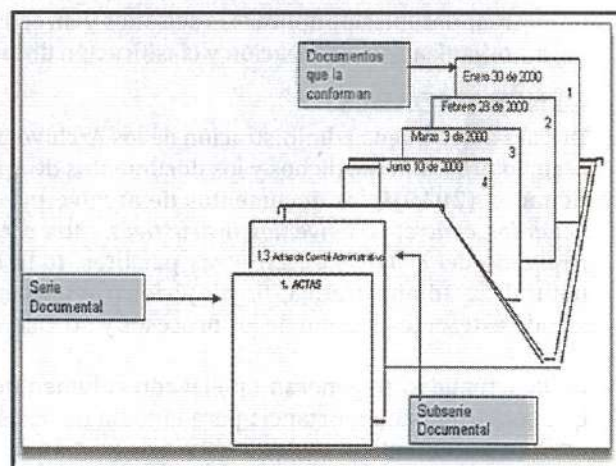 Documentos
que la
conforman
Enero 30 de 2000
1
Febrero 28 de 2000
2
Marzo 3 de 2000
3
Junio 10 de 2000
4
1.3 Actas de Comité Administrativo
1. ACTAS
Serie
Documental
Subserie
Documental